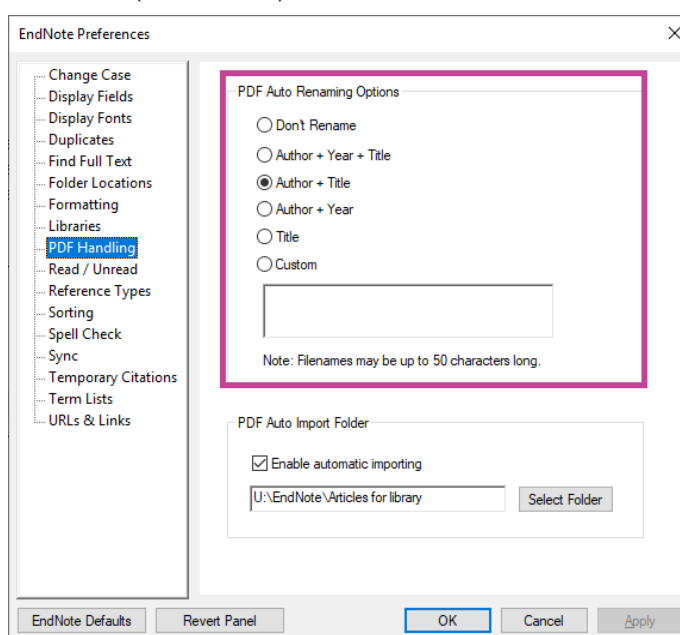 EndNote Preferences
Change Case
Display Fields
Display Fonts
Duplicates
Find Full Text
Folder Locations
Formatting
Libraries
PDF Handling
Read / Unread
Reference Types
Sorting
Spell Check
Sync
Temporary Citations
Term Lists
URLs & Links
PDF Auto Renaming Options
Don't Rename
Author + Year + Title
Author + Title
Author + Year
Title
Custom
Note: Filenames may be up to 50 characters long.
PDF Auto Import Folder
Enable automatic importing
U:\EndNote\Articles for library
Select Folder
EndNote Defaults
Revert Panel
OK
Cancel
Apply